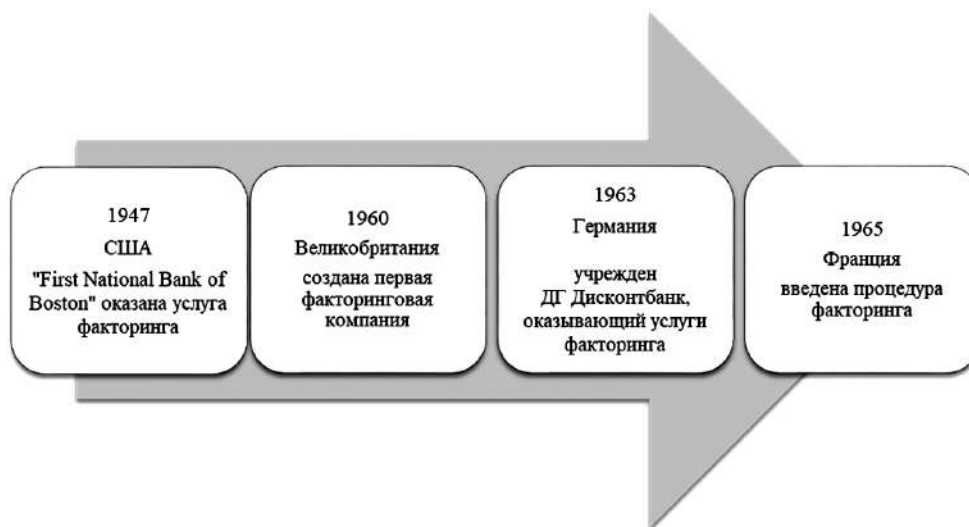 1947
США
"First National Bank of
Boston" оказана услуга
факторинга
1960
Великобритания
создана первая
факторинговая
компания
1963
Германия
учрежден
ДГ Дисконтбанк,
оказывающий услуги
факторинга
1965
Франция
введена процедура
факторинга